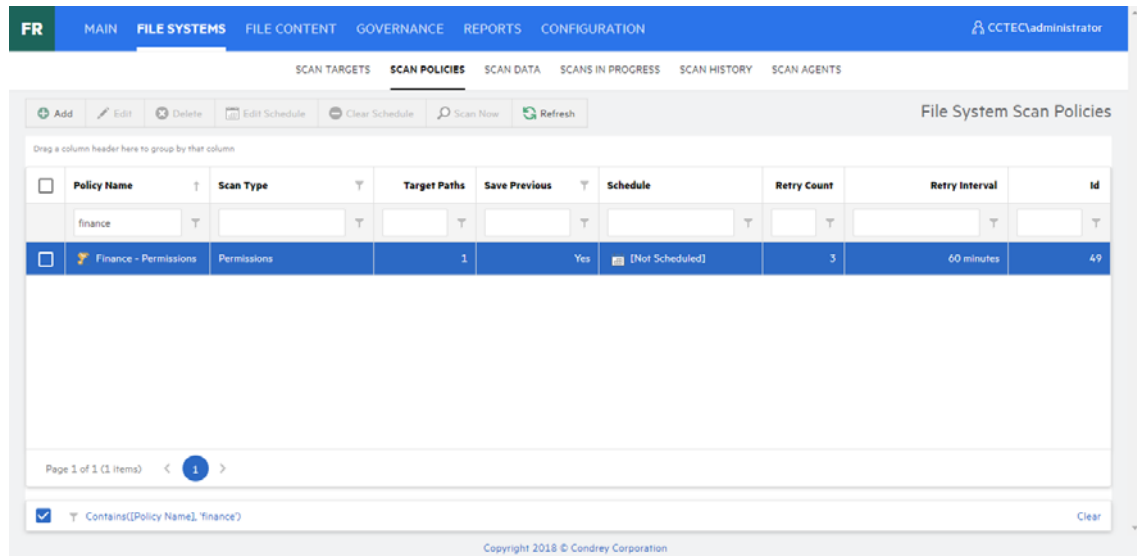 FR MAIN FILE SYSTEMS FILE CONTENT GOVERNANCE REPORTS CONFIGURATION CCTEC\administrator
SCAN TARGETS SCAN POLICIES SCAN DATA SCANS IN PROGRESS SCAN HISTORY SCAN AGENTS
Add Edit Delete Edit Schedule Clear Schedule Scan Now Refresh File System Scan Policies
Drag a column header here to group by that column
Policy Name Scan Type Target Paths Save Previous Schedule Retry Count Retry Interval Id
finance
Finance - Permissions Permissions 1 Yes [Not Scheduled] 3 60 minutes 49
Page 1 of 1 (1 items) 1
Contains([Policy Name], 'finance') Clear
Copyright 2018 © Condrey Corporation